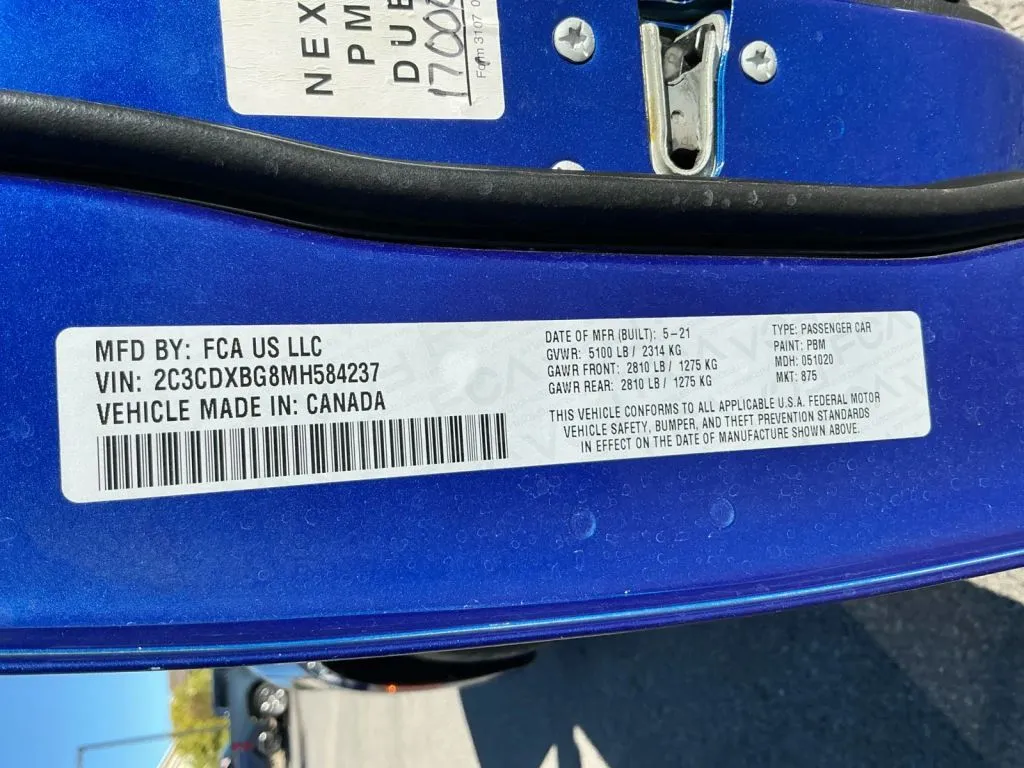 NEX
PM
DUE
17000
Form 3107
MFD BY: FCA US LLC
VIN: 2C3CDXBG8MH584237
VEHICLE MADE IN: CANADA
DATE OF MFR (BUILT): 5-21
GVWR: 5100 LB / 2314 KG
GAWR FRONT: 2810 LB / 1275 KG
GAWR REAR: 2810 LB / 1275 KG
TYPE: PASSENGER CAR
PAINT: PBM
MDH: 051020
MKT: 875
THIS VEHICLE CONFORMS TO ALL APPLICABLE U.S.A. FEDERAL MOTOR
VEHICLE SAFETY, BUMPER, AND THEFT PREVENTION STANDARDS
IN EFFECT ON THE DATE OF MANUFACTURE SHOWN ABOVE.